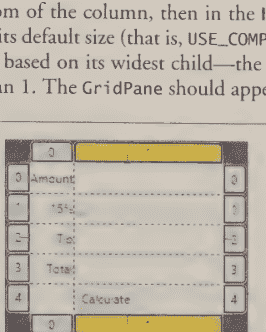 om of the column, then in the
its default size (that is, USE_COMP
based on its widest child—the
n 1. The GridPane should appe
0
0 Amount 0
1 15% 1
2 Tip 2
3 Total 3
4 Calculate 4
0